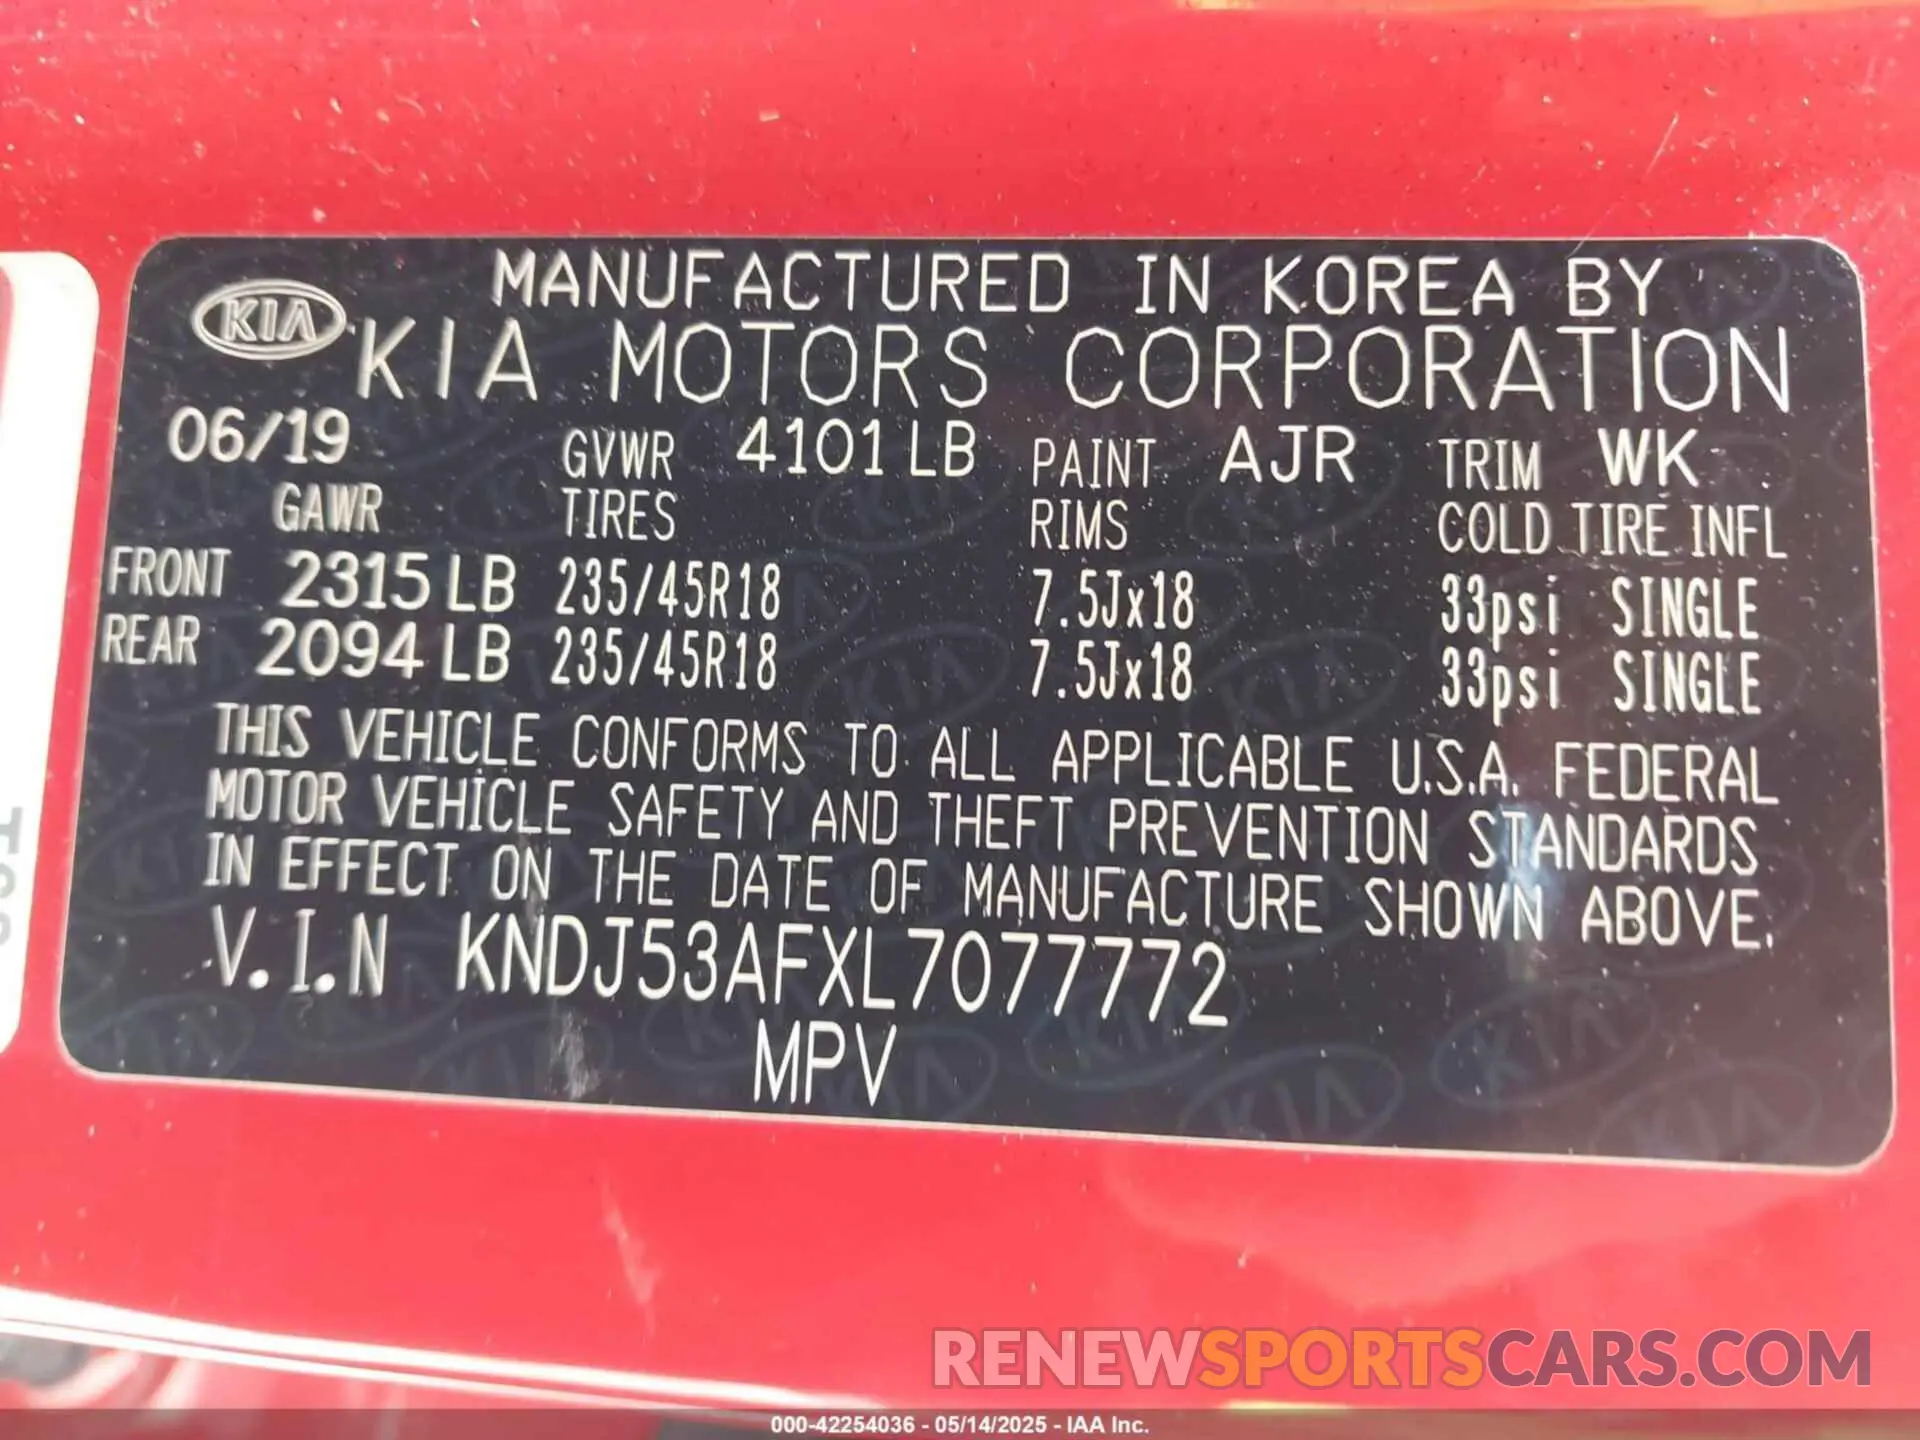 MANUFACTURED IN KOREA BY
KIA KIA MOTORS CORPORATION
06/19 GVWR 4101 LB PAINT AJR TRIM WK
GAWR TIRES RIMS COLD TIRE INFL
FRONT 2315 LB 235/45R18 7.5Jx18 33psi SINGLE
REAR 2094 LB 235/45R18 7.5Jx18 33psi SINGLE
THIS VEHICLE CONFORMS TO ALL APPLICABLE U.S.A. FEDERAL
MOTOR VEHICLE SAFETY AND THEFT PREVENTION STANDARDS
IN EFFECT ON THE DATE OF MANUFACTURE SHOWN ABOVE.
V.I.N KNDJ53AFXL7077772
MPV
RENEWSPORTSCARS.COM
000-42254036 - 05/14/2025 - IAA Inc.